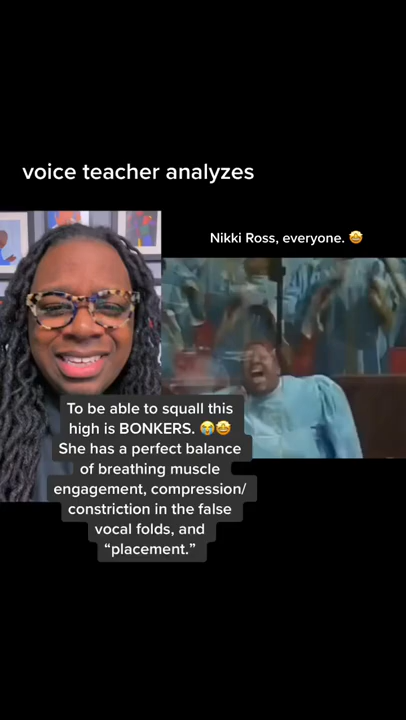 voice teacher analyzes
Nikki Ross, everyone. 🤩
To be able to squall this
high is BONKERS. 😭🤩
She has a perfect balance
of breathing muscle
engagement, compression/
constriction in the false
vocal folds, and
“placement.”